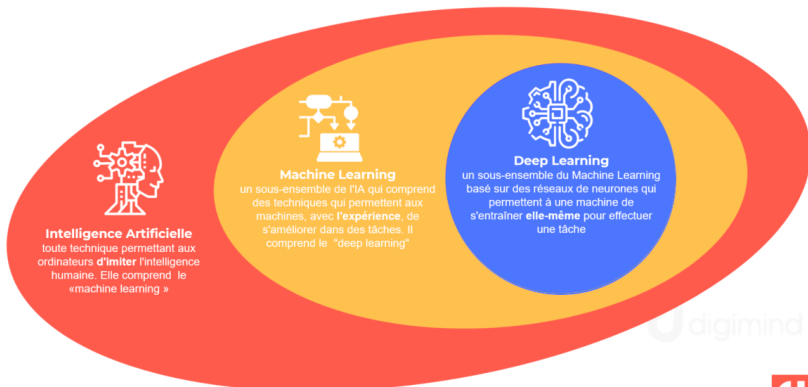 Intelligence Artificielle
toute technique permettant aux
ordinateurs d'imiter l'intelligence
humaine. Elle comprend le
«machine learning »
Machine Learning
un sous-ensemble de l'IA qui comprend
des techniques qui permettent aux
machines, avec l'expérience, de
s'améliorer dans des tâches. Il
comprend le "deep learning"
Deep Learning
un sous-ensemble du Machine Learning
basé sur des réseaux de neurones qui
permettent à une machine de
s'entraîner elle-même pour effectuer
une tâche
digimind